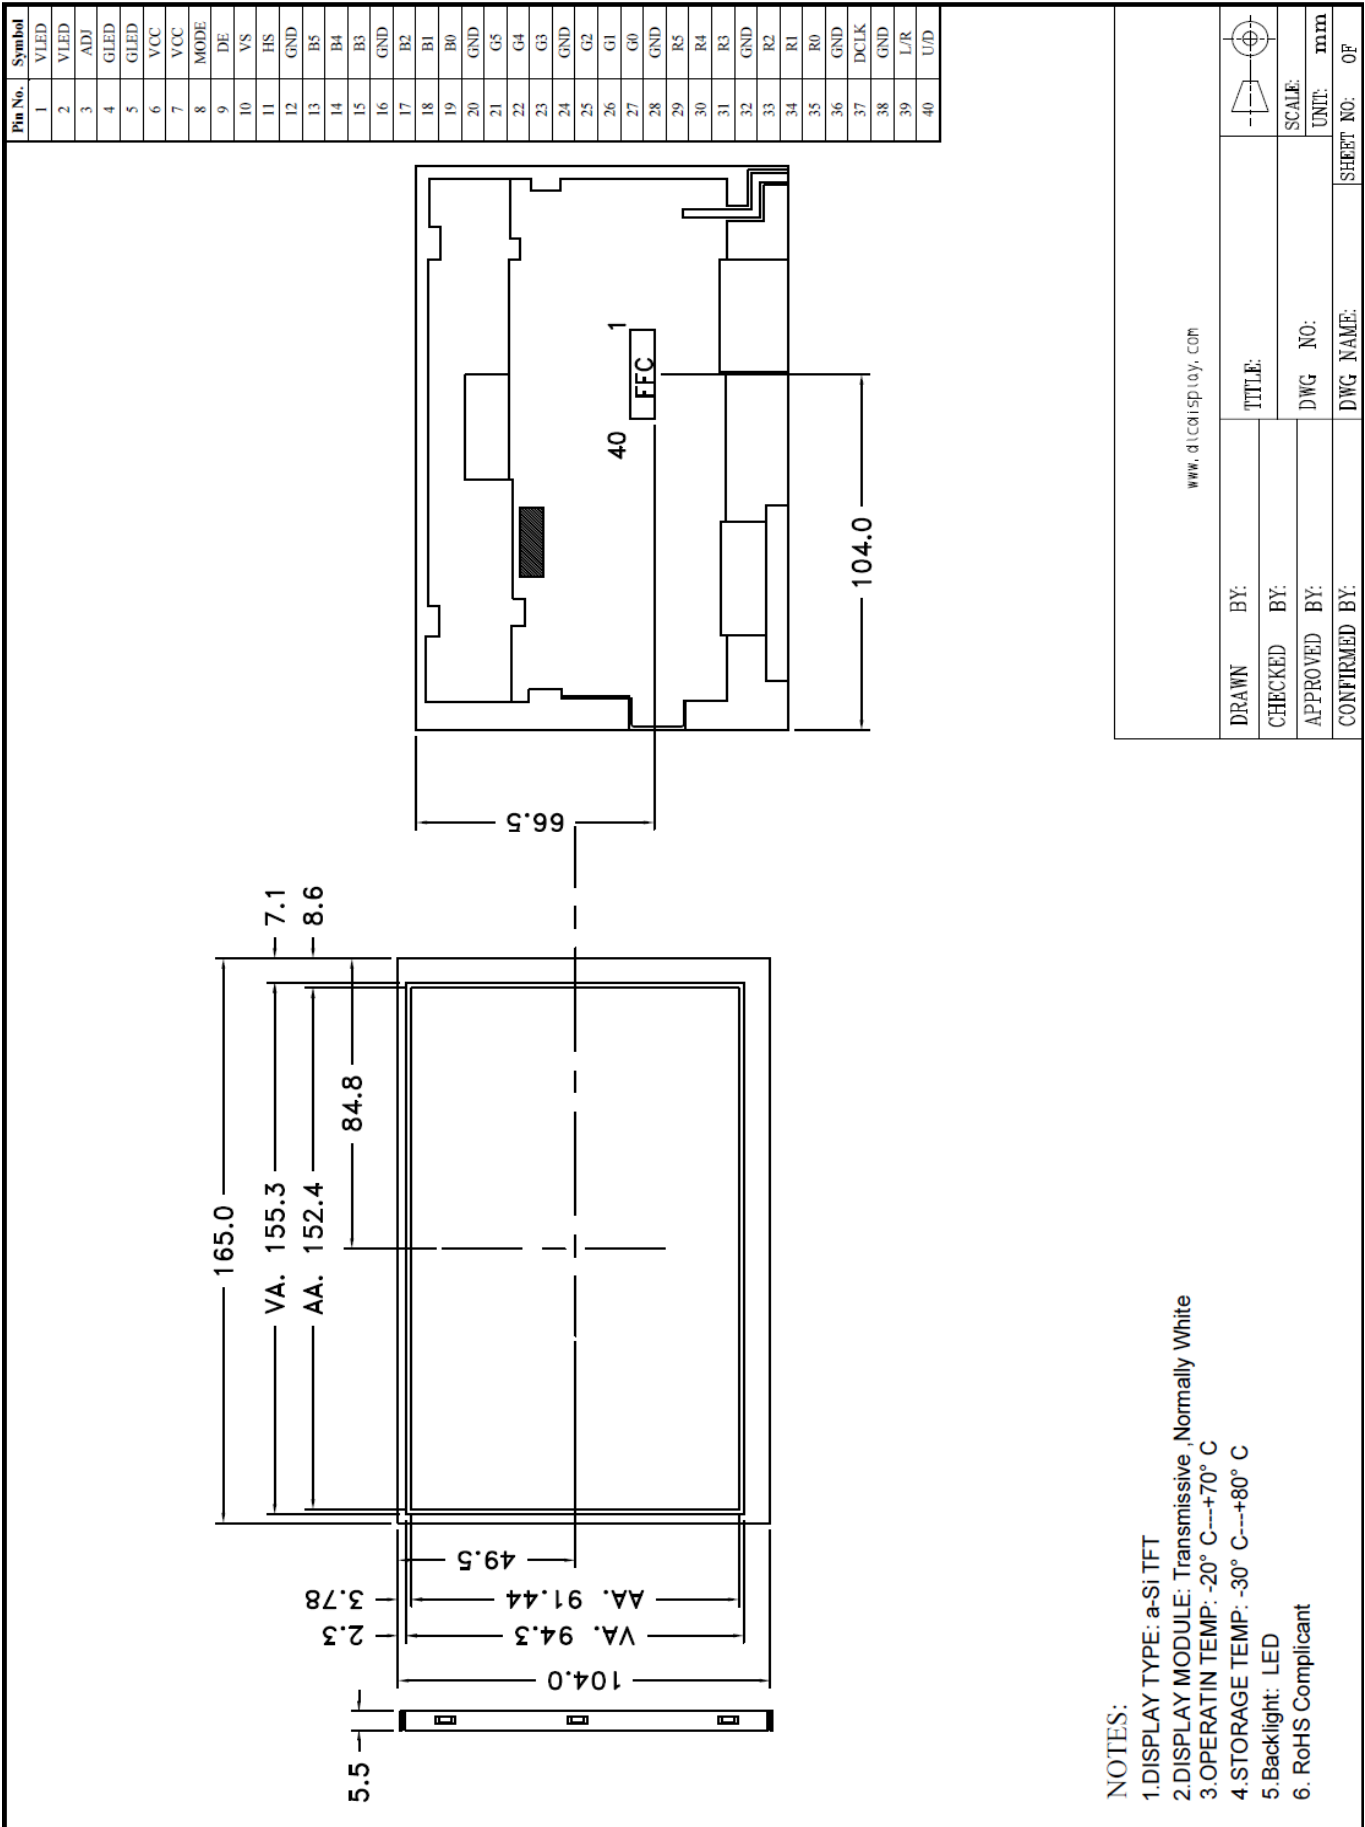 Pin No. Symbol
1 VLED
2 VLED
3 ADJ
4 GLED
5 GLED
6 VCC
7 VCC
8 MODE
9 DE
10 VS
11 HS
12 GND
13 B5
14 B4
15 B3
16 GND
17 B2
18 B1
19 B0
20 GND
21 G5
22 G4
23 G3
24 GND
25 G2
26 G1
27 G0
28 GND
29 R5
30 R4
31 R3
32 GND
33 R2
34 R1
35 R0
36 GND
37 DCLK
38 GND
39 L/R
40 U/D
5.5
165.0
VA. 155.3
7.1
AA. 152.4
8.6
84.8
49.5
AA. 91.44
3.78
VA. 94.3
2.3
104.0
66.5
40
1
FFC
104.0
NOTES:
1.DISPLAY TYPE: a-Si TFT
2.DISPLAY MODULE: Transmissive ,Normally White
3.OPERATIN TEMP: -20° C---+70° C
4.STORAGE TEMP: -30° C---+80° C
5.Backlight: LED
6. RoHS Complicant
www.dlcdisplay.com
DRAWN BY:
CHECKED BY:
APPROVED BY:
CONFIRMED BY:
TITLE:
DWG NO:
DWG NAME:
SCALE:
UNIT: mm
SHEET NO: OF